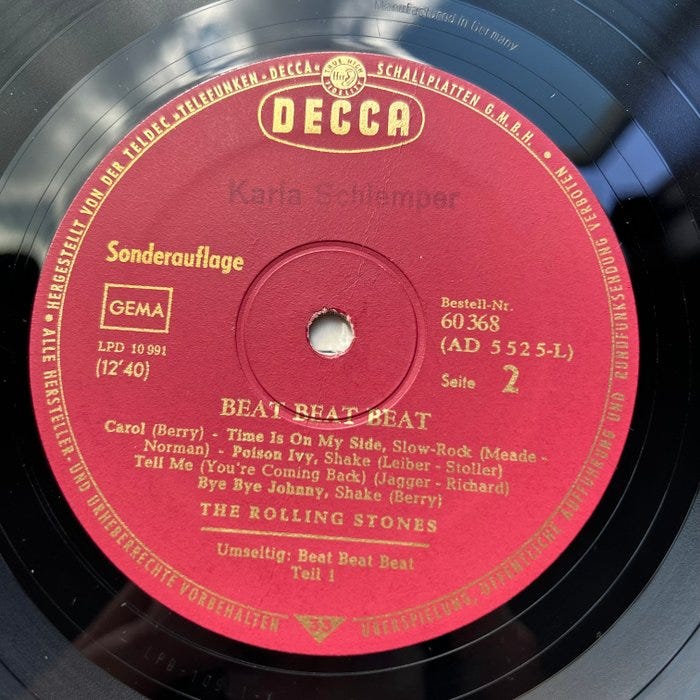 Manufactured in Germany
• HERGESTELLT VON DER TELDEC »TELEFUNKEN • DECCA« SCHALLPLATTEN G.M.B.H. •
TRUE HIGH
FIDELITY
DECCA
Karla Schlemper
Sonderauflage
GEMA
LPD 10 991
(12'40)
Bestell-Nr.
60 368
(AD 5525-L)
Seite 2
BEAT BEAT BEAT
Carol (Berry) - Time Is On My Side, Slow-Rock (Meade -
Norman) - Poison Ivy, Shake (Leiber - Stoller)
Tell Me (You're Coming Back) (Jagger - Richard)
Bye Bye Johnny, Shake (Berry)
THE ROLLING STONES
Umseitig: Beat Beat Beat
Teil 1
ALLE HERSTELLER- UND URHEBERRECHTE VORBEHALTEN
ÜBERSPIELUNG, ÖFFENTLICHE AUFFÜHRUNG UND RUNDFUNKSENDUNG VERBOTEN